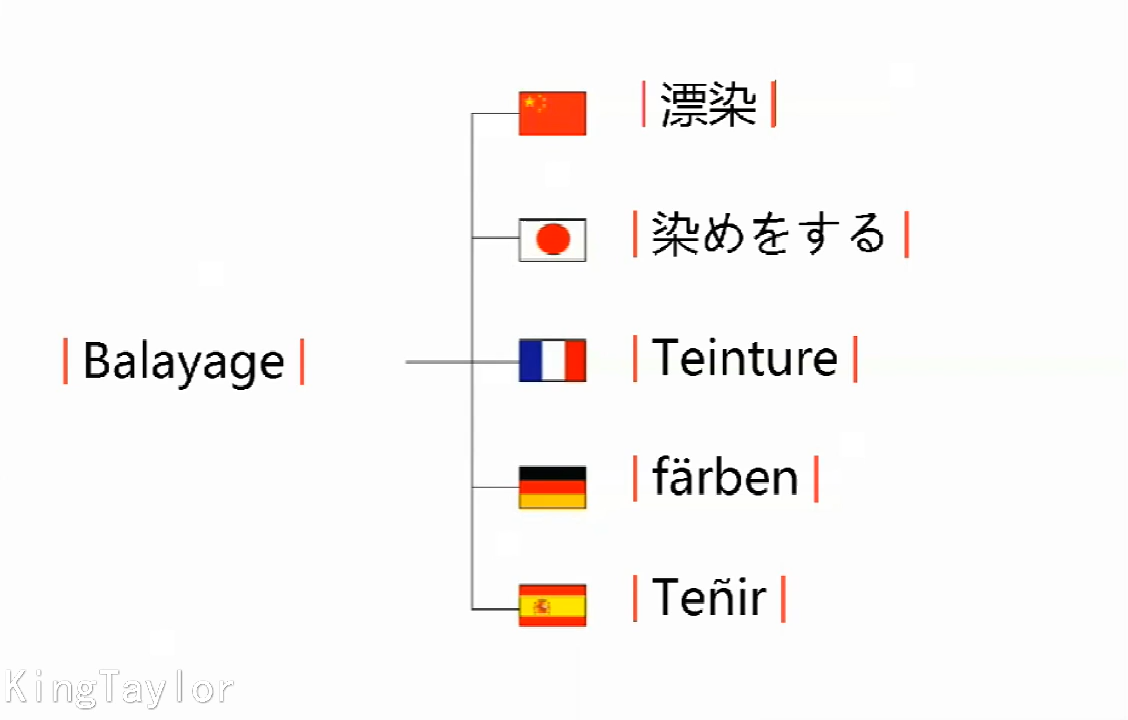 漂染
染めをする
Balayage
Teinture
färben
Teñir
KingTaylor